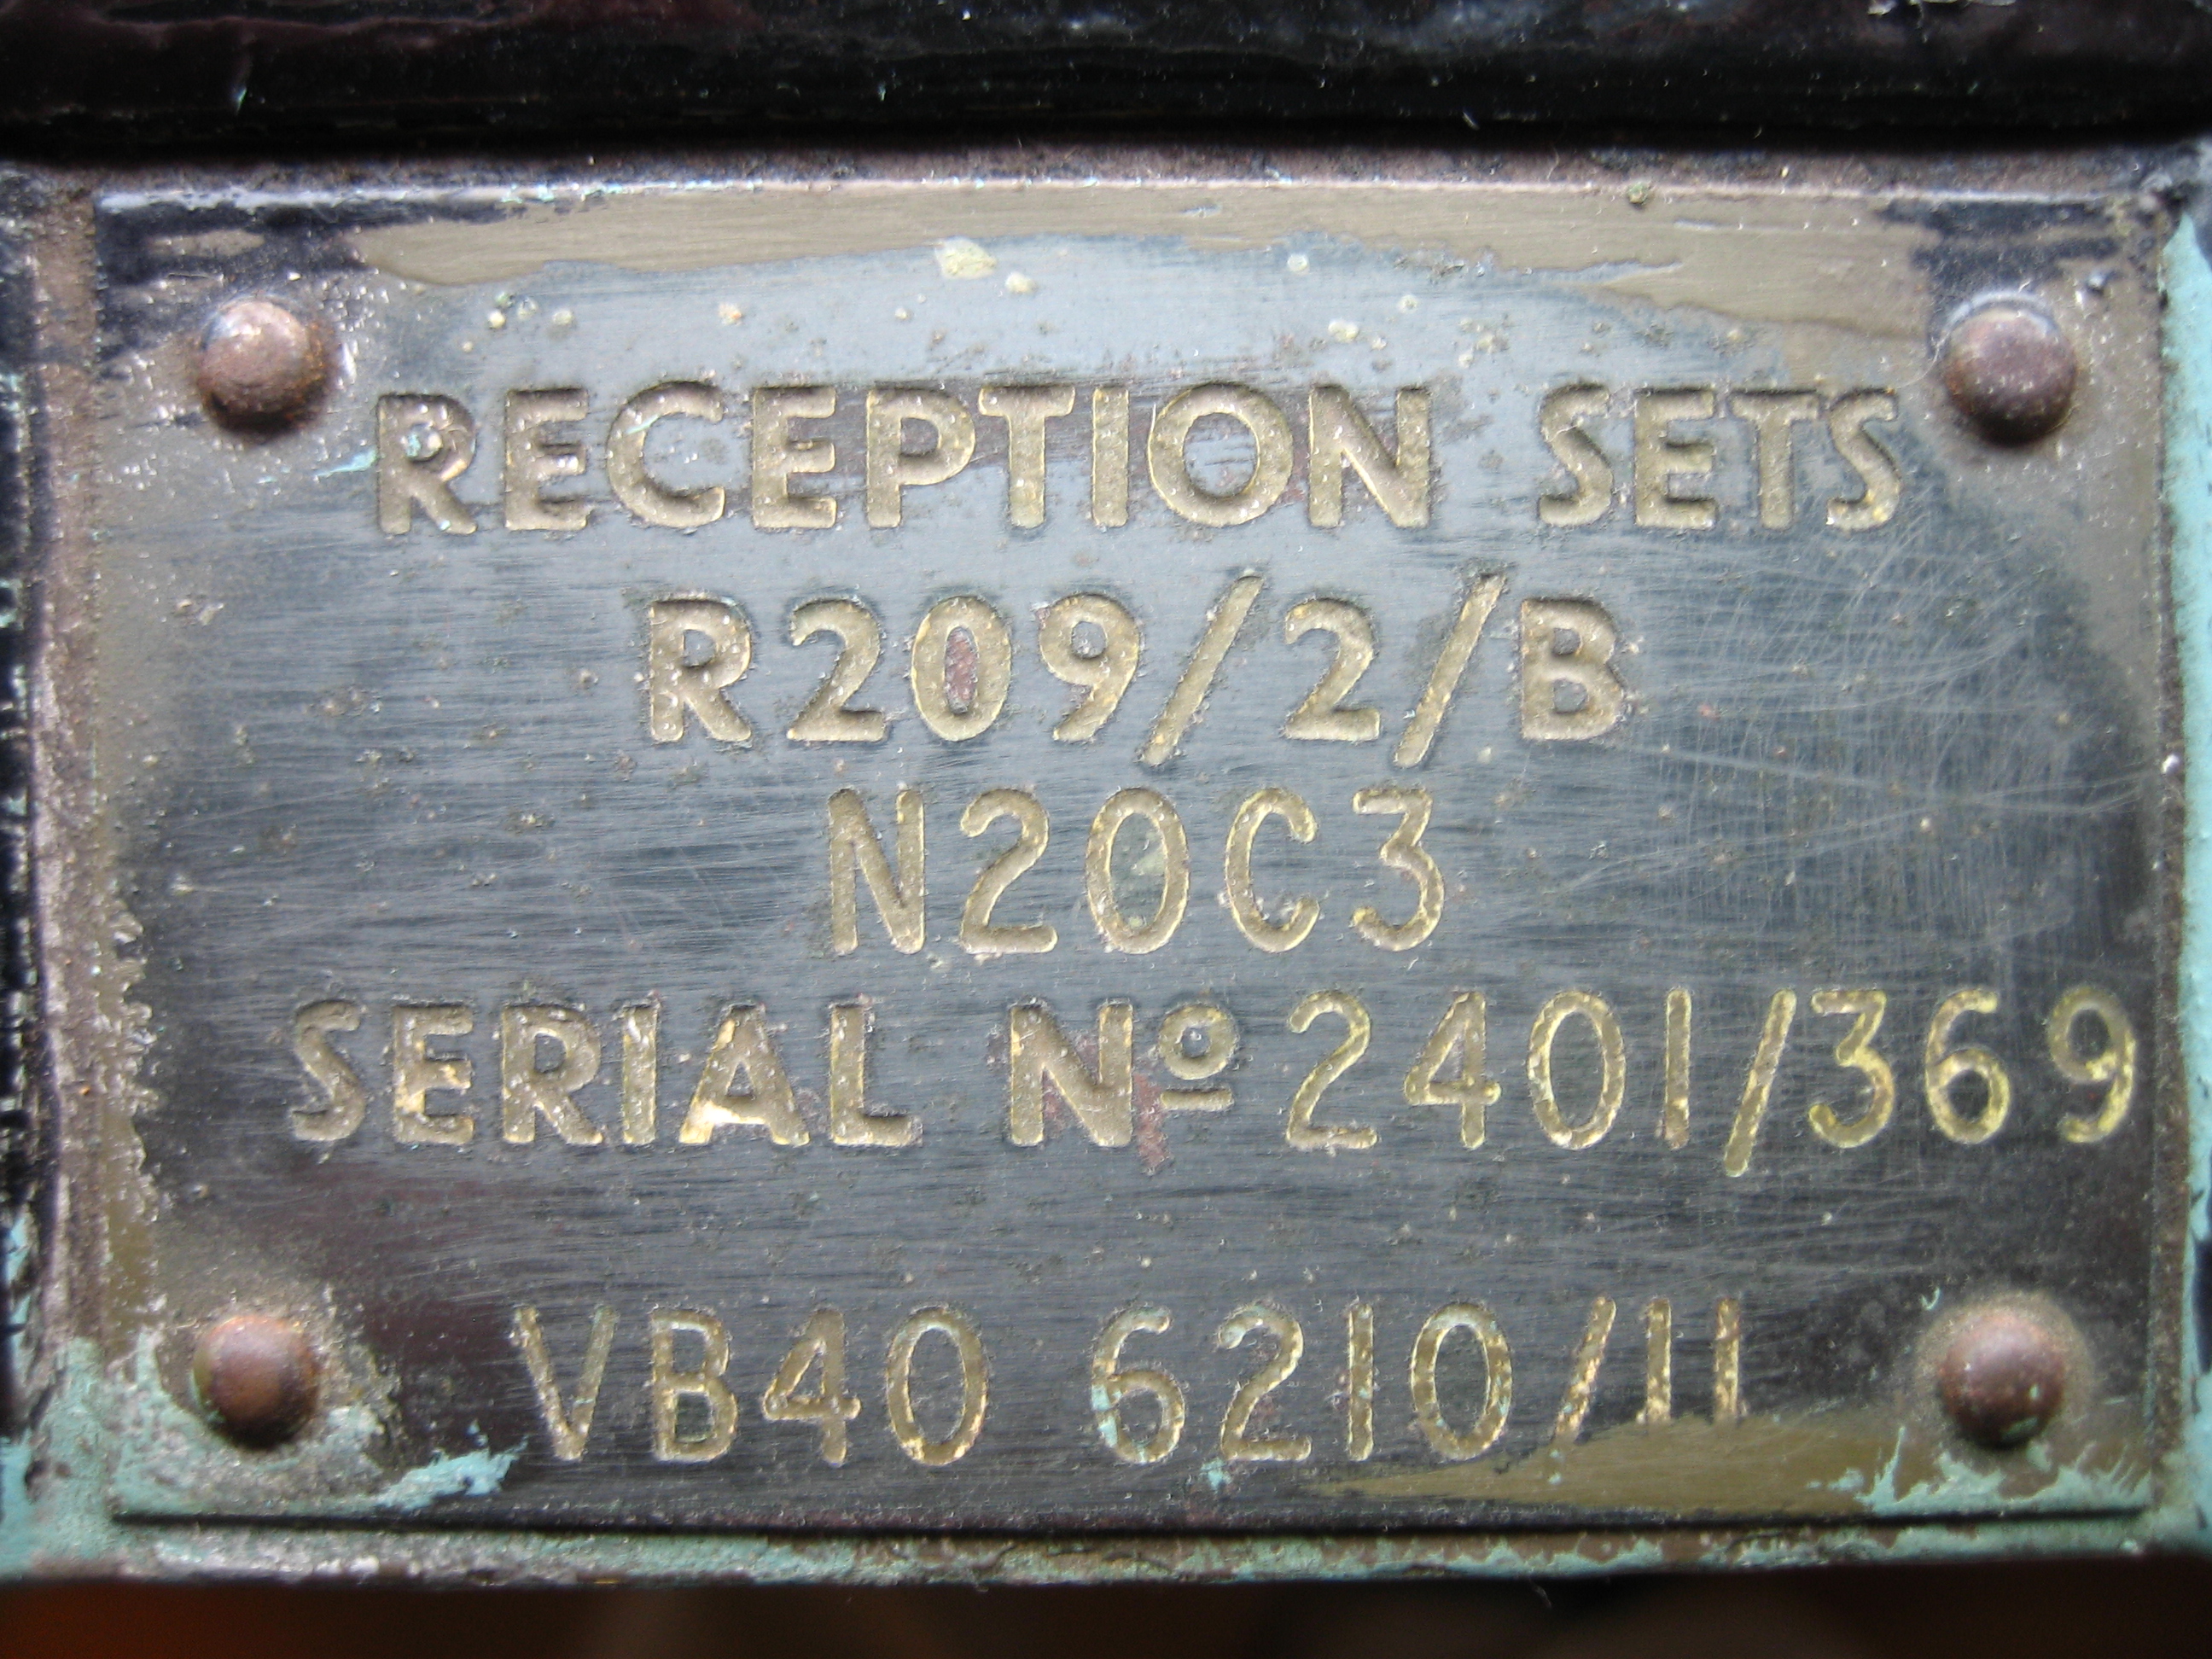 RECEPTION SETS
R209/2/B
N20C3
SERIAL Nº 2401/369
VB40 6210/11